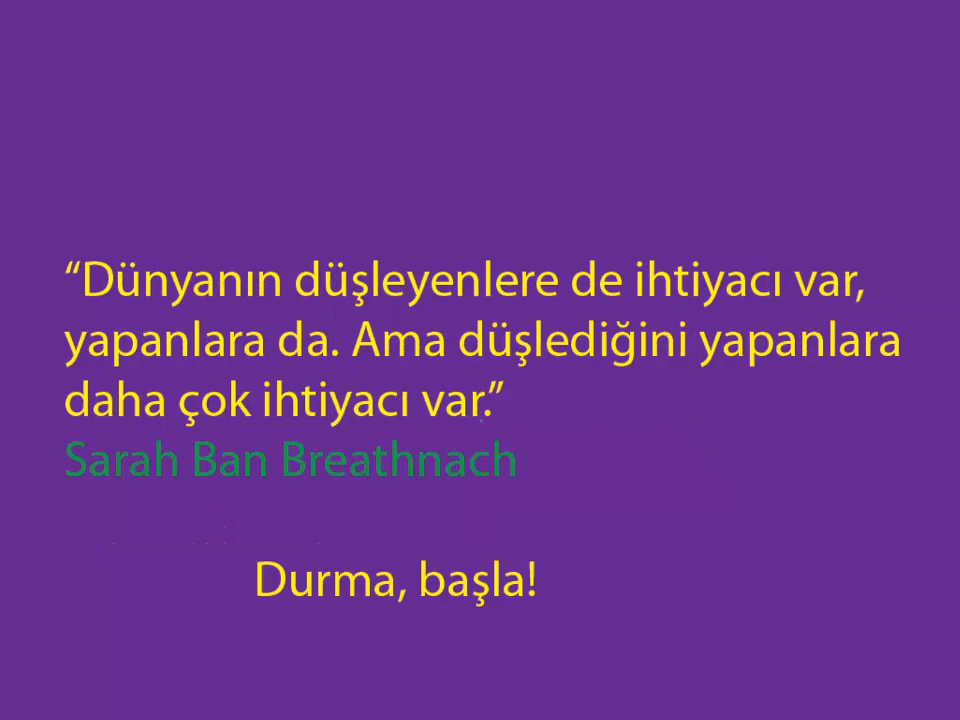 “Dünyanın düşleyenlere de ihtiyacı var,
yapanlara da. Ama düşlediğini yapanlara
daha çok ihtiyacı var.”
Sarah Ban Breathnach
Durma, başla!